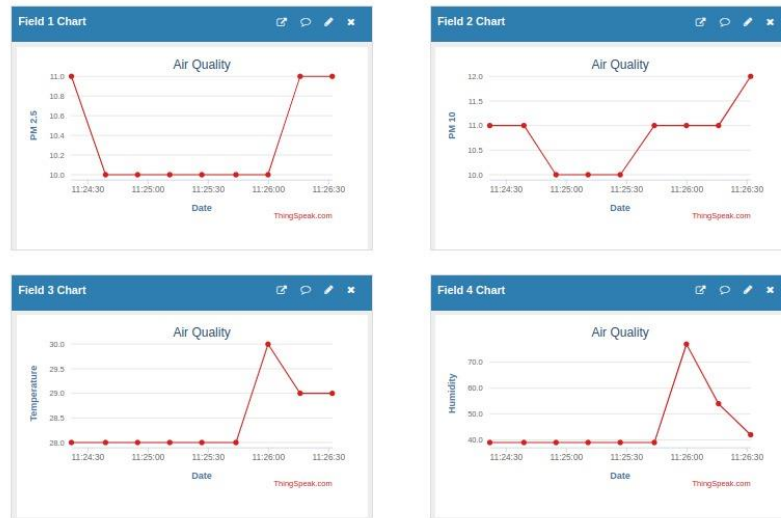 Field 1 Chart
Air Quality
PM 2.5
11.0
10.8
10.6
10.4
10.2
10.0
11:24:30 11:25:00 11:25:30 11:26:00 11:26:30
Date
ThingSpeak.com
Field 2 Chart
Air Quality
PM 10
12.0
11.5
11.0
10.5
10.0
11:24:30 11:25:00 11:25:30 11:26:00 11:26:30
Date
ThingSpeak.com
Field 3 Chart
Air Quality
Temperature
30.0
29.5
29.0
28.5
28.0
11:24:30 11:25:00 11:25:30 11:26:00 11:26:30
Date
ThingSpeak.com
Field 4 Chart
Air Quality
Humidity
70.0
60.0
50.0
40.0
11:24:30 11:25:00 11:25:30 11:26:00 11:26:30
Date
ThingSpeak.com